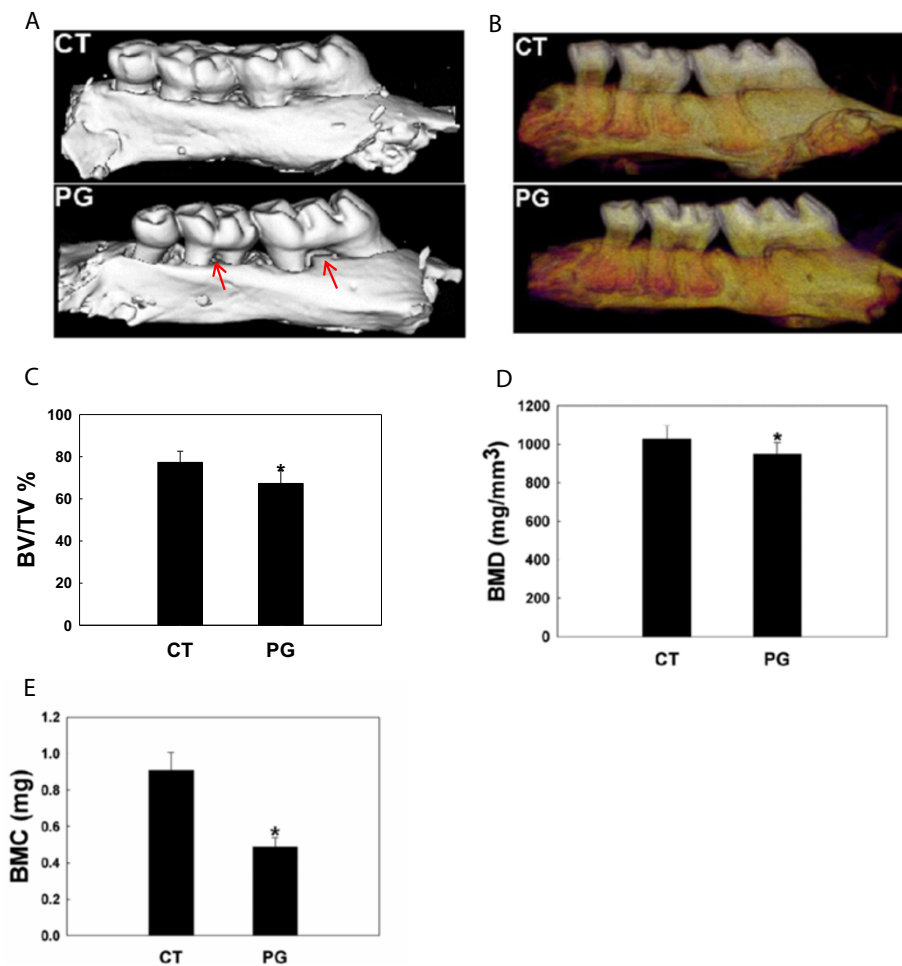 A
B
CT
CT
PG
PG
C
D
100
80
60
40
20
0
BV/TV %
*
CT
PG
1200
1000
800
600
400
200
0
BMD (mg/mm³)
*
CT
PG
E
1.2
1.0
0.8
0.6
0.4
0.2
0.0
BMC (mg)
*
CT
PG